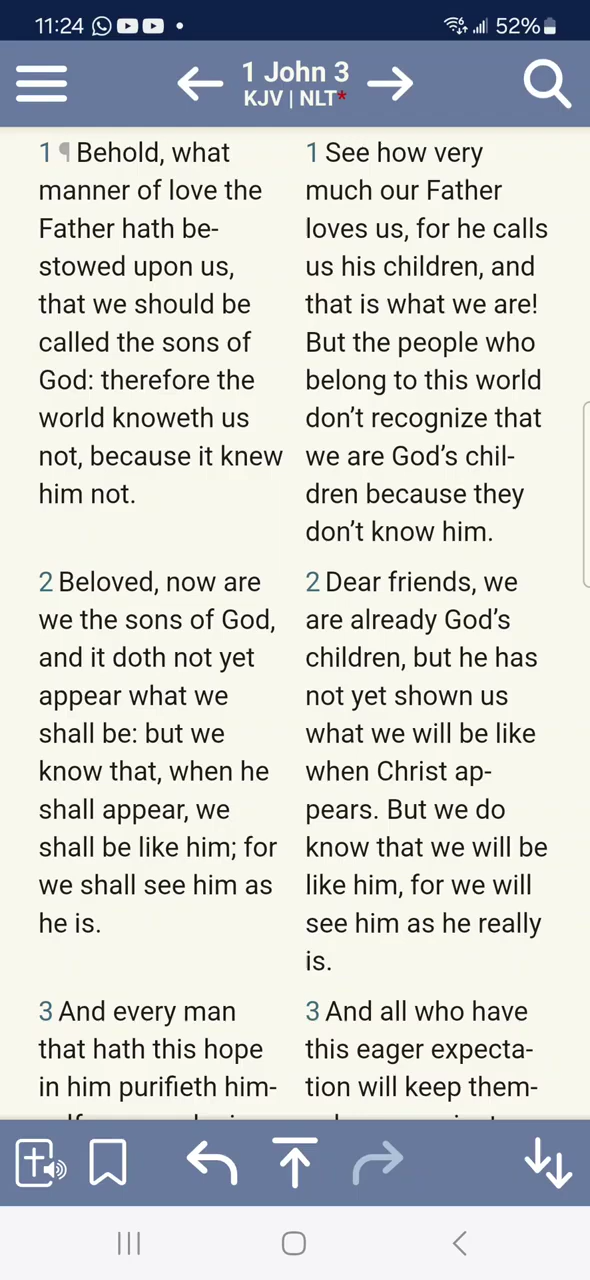 11:24
52%
1 John 3
KJV | NLT*
1 ¶ Behold, what
manner of love the
Father hath be-
stowed upon us,
that we should be
called the sons of
God: therefore the
world knoweth us
not, because it knew
him not.
2 Beloved, now are
we the sons of God,
and it doth not yet
appear what we
shall be: but we
know that, when he
shall appear, we
shall be like him; for
we shall see him as
he is.
3 And every man
that hath this hope
in him purifieth him-
1 See how very
much our Father
loves us, for he calls
us his children, and
that is what we are!
But the people who
belong to this world
don’t recognize that
we are God’s chil-
dren because they
don’t know him.
2 Dear friends, we
are already God’s
children, but he has
not yet shown us
what we will be like
when Christ ap-
pears. But we do
know that we will be
like him, for we will
see him as he really
is.
3 And all who have
this eager expecta-
tion will keep them-